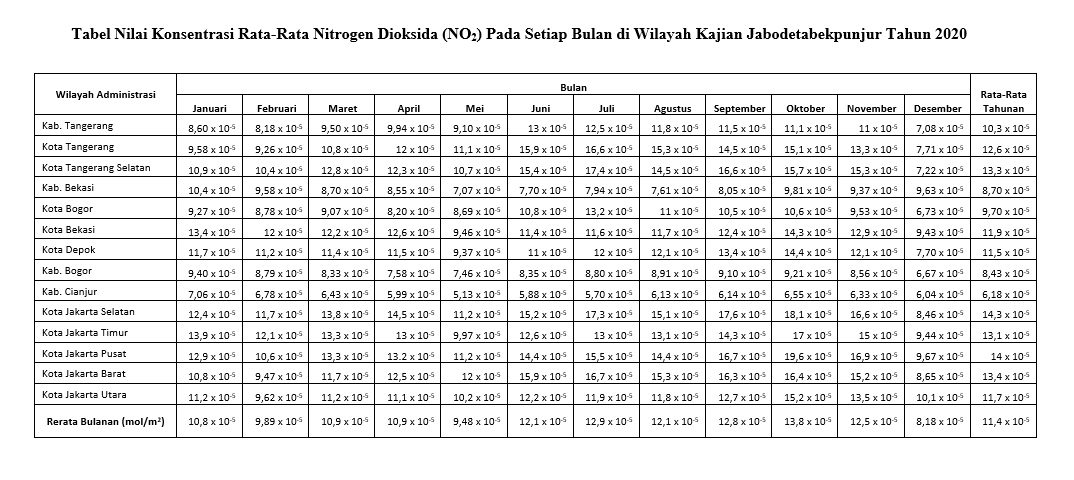 Tabel Nilai Konsentrasi Rata-Rata Nitrogen Dioksida (NO₂) Pada Setiap Bulan di Wilayah Kajian Jabodetabekpunjur Tahun 2020
Wilayah Administrasi Bulan Rata-Rata Tahunan
Januari Februari Maret April Mei Juni Juli Agustus September Oktober November Desember
Kab. Tangerang 8,60 x 10⁻⁵ 8,18 x 10⁻⁵ 9,50 x 10⁻⁵ 9,94 x 10⁻⁵ 9,10 x 10⁻⁵ 13 x 10⁻⁵ 12,5 x 10⁻⁵ 11,8 x 10⁻⁵ 11,5 x 10⁻⁵ 11,1 x 10⁻⁵ 11 x 10⁻⁵ 7,08 x 10⁻⁵ 10,3 x 10⁻⁵
Kota Tangerang 9,58 x 10⁻⁵ 9,26 x 10⁻⁵ 10,8 x 10⁻⁵ 12 x 10⁻⁵ 11,1 x 10⁻⁵ 15,9 x 10⁻⁵ 16,6 x 10⁻⁵ 15,3 x 10⁻⁵ 14,5 x 10⁻⁵ 15,1 x 10⁻⁵ 13,3 x 10⁻⁵ 7,71 x 10⁻⁵ 12,6 x 10⁻⁵
Kota Tangerang Selatan 10,9 x 10⁻⁵ 10,4 x 10⁻⁵ 12,8 x 10⁻⁵ 12,3 x 10⁻⁵ 10,7 x 10⁻⁵ 15,4 x 10⁻⁵ 17,4 x 10⁻⁵ 14,5 x 10⁻⁵ 16,6 x 10⁻⁵ 15,7 x 10⁻⁵ 15,3 x 10⁻⁵ 7,22 x 10⁻⁵ 13,3 x 10⁻⁵
Kab. Bekasi 10,4 x 10⁻⁵ 9,58 x 10⁻⁵ 8,70 x 10⁻⁵ 8,55 x 10⁻⁵ 7,07 x 10⁻⁵ 7,70 x 10⁻⁵ 7,94 x 10⁻⁵ 7,61 x 10⁻⁵ 8,05 x 10⁻⁵ 9,81 x 10⁻⁵ 9,37 x 10⁻⁵ 9,63 x 10⁻⁵ 8,70 x 10⁻⁵
Kota Bogor 9,27 x 10⁻⁵ 8,78 x 10⁻⁵ 9,07 x 10⁻⁵ 8,20 x 10⁻⁵ 8,69 x 10⁻⁵ 10,8 x 10⁻⁵ 13,2 x 10⁻⁵ 11 x 10⁻⁵ 10,5 x 10⁻⁵ 10,6 x 10⁻⁵ 9,53 x 10⁻⁵ 6,73 x 10⁻⁵ 9,70 x 10⁻⁵
Kota Bekasi 13,4 x 10⁻⁵ 12 x 10⁻⁵ 12,2 x 10⁻⁵ 12,6 x 10⁻⁵ 9,46 x 10⁻⁵ 11,4 x 10⁻⁵ 11,6 x 10⁻⁵ 11,7 x 10⁻⁵ 12,4 x 10⁻⁵ 14,3 x 10⁻⁵ 12,9 x 10⁻⁵ 9,43 x 10⁻⁵ 11,9 x 10⁻⁵
Kota Depok 11,7 x 10⁻⁵ 11,2 x 10⁻⁵ 11,4 x 10⁻⁵ 11,5 x 10⁻⁵ 9,37 x 10⁻⁵ 11 x 10⁻⁵ 12 x 10⁻⁵ 12,1 x 10⁻⁵ 13,4 x 10⁻⁵ 14,4 x 10⁻⁵ 12,1 x 10⁻⁵ 7,70 x 10⁻⁵ 11,5 x 10⁻⁵
Kab. Bogor 9,40 x 10⁻⁵ 8,79 x 10⁻⁵ 8,33 x 10⁻⁵ 7,58 x 10⁻⁵ 7,46 x 10⁻⁵ 8,35 x 10⁻⁵ 8,80 x 10⁻⁵ 8,91 x 10⁻⁵ 9,10 x 10⁻⁵ 9,21 x 10⁻⁵ 8,56 x 10⁻⁵ 6,67 x 10⁻⁵ 8,43 x 10⁻⁵
Kab. Cianjur 7,06 x 10⁻⁵ 6,78 x 10⁻⁵ 6,43 x 10⁻⁵ 5,99 x 10⁻⁵ 5,13 x 10⁻⁵ 5,88 x 10⁻⁵ 5,70 x 10⁻⁵ 6,13 x 10⁻⁵ 6,14 x 10⁻⁵ 6,55 x 10⁻⁵ 6,33 x 10⁻⁵ 6,04 x 10⁻⁵ 6,18 x 10⁻⁵
Kota Jakarta Selatan 12,4 x 10⁻⁵ 11,7 x 10⁻⁵ 13,8 x 10⁻⁵ 14,5 x 10⁻⁵ 11,2 x 10⁻⁵ 15,2 x 10⁻⁵ 17,3 x 10⁻⁵ 15,1 x 10⁻⁵ 17,6 x 10⁻⁵ 18,1 x 10⁻⁵ 16,6 x 10⁻⁵ 8,46 x 10⁻⁵ 14,3 x 10⁻⁵
Kota Jakarta Timur 13,9 x 10⁻⁵ 12,1 x 10⁻⁵ 13,3 x 10⁻⁵ 13 x 10⁻⁵ 9,97 x 10⁻⁵ 12,6 x 10⁻⁵ 13 x 10⁻⁵ 13,1 x 10⁻⁵ 14,3 x 10⁻⁵ 17 x 10⁻⁵ 15 x 10⁻⁵ 9,44 x 10⁻⁵ 13,1 x 10⁻⁵
Kota Jakarta Pusat 12,9 x 10⁻⁵ 10,6 x 10⁻⁵ 13,3 x 10⁻⁵ 13.2 x 10⁻⁵ 11,2 x 10⁻⁵ 14,4 x 10⁻⁵ 15,5 x 10⁻⁵ 14,4 x 10⁻⁵ 16,7 x 10⁻⁵ 19,6 x 10⁻⁵ 16,9 x 10⁻⁵ 9,67 x 10⁻⁵ 14 x 10⁻⁵
Kota Jakarta Barat 10,8 x 10⁻⁵ 9,47 x 10⁻⁵ 11,7 x 10⁻⁵ 12,5 x 10⁻⁵ 12 x 10⁻⁵ 15,9 x 10⁻⁵ 16,7 x 10⁻⁵ 15,3 x 10⁻⁵ 16,3 x 10⁻⁵ 16,4 x 10⁻⁵ 15,2 x 10⁻⁵ 8,65 x 10⁻⁵ 13,4 x 10⁻⁵
Kota Jakarta Utara 11,2 x 10⁻⁵ 9,62 x 10⁻⁵ 11,2 x 10⁻⁵ 11,1 x 10⁻⁵ 10,2 x 10⁻⁵ 12,2 x 10⁻⁵ 11,9 x 10⁻⁵ 11,8 x 10⁻⁵ 12,7 x 10⁻⁵ 15,2 x 10⁻⁵ 13,5 x 10⁻⁵ 10,1 x 10⁻⁵ 11,7 x 10⁻⁵
Rerata Bulanan (mol/m²) 10,8 x 10⁻⁵ 9,89 x 10⁻⁵ 10,9 x 10⁻⁵ 10,9 x 10⁻⁵ 9,48 x 10⁻⁵ 12,1 x 10⁻⁵ 12,9 x 10⁻⁵ 12,1 x 10⁻⁵ 12,8 x 10⁻⁵ 13,8 x 10⁻⁵ 12,5 x 10⁻⁵ 8,18 x 10⁻⁵ 11,4 x 10⁻⁵